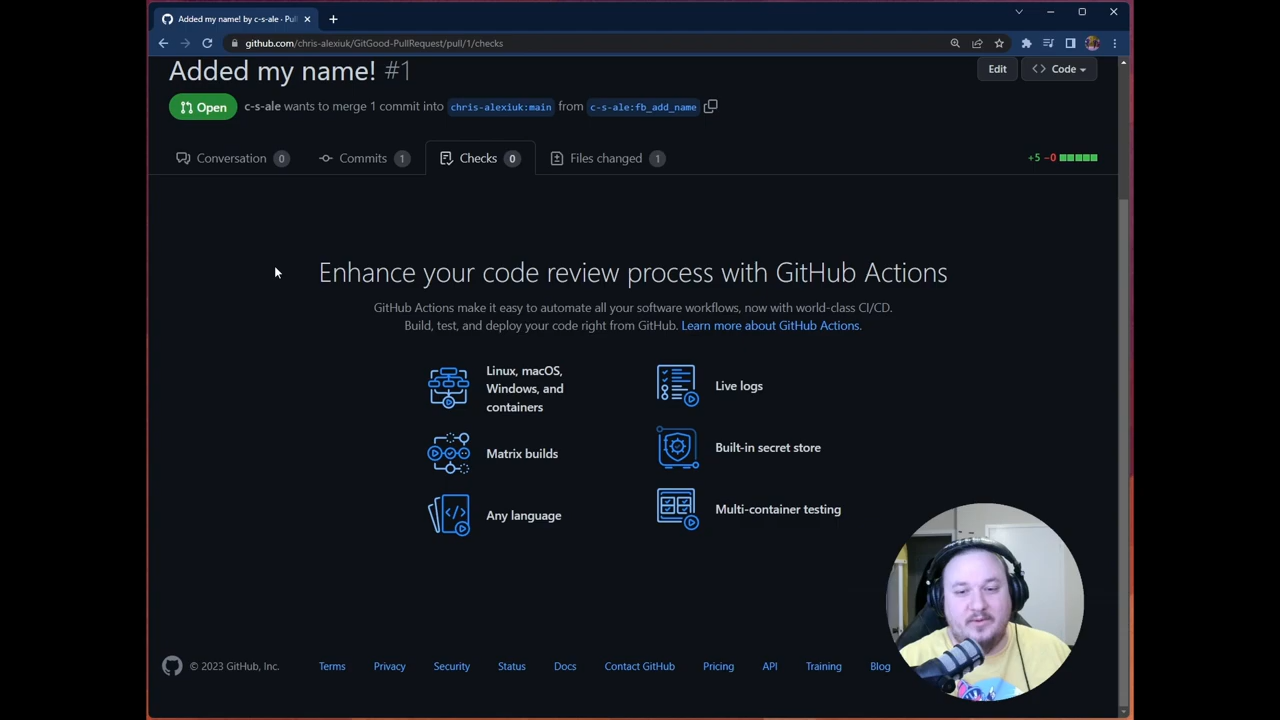 Added my name! by c-s-ale · Pull
github.com/chris-alexiuk/GitGood-PullRequest/pull/1/checks
Added my name! #1
Edit
Code
Open
c-s-ale wants to merge 1 commit into chris-alexiuk:main from c-s-ale:fb_add_name
Conversation 0
Commits 1
Checks 0
Files changed 1
+5 −0
Enhance your code review process with GitHub Actions
GitHub Actions make it easy to automate all your software workflows, now with world-class CI/CD.
Build, test, and deploy your code right from GitHub. Learn more about GitHub Actions.
Linux, macOS,
Windows, and
containers
Live logs
Matrix builds
Built-in secret store
Any language
Multi-container testing
© 2023 GitHub, Inc.
Terms
Privacy
Security
Status
Docs
Contact GitHub
Pricing
API
Training
Blog